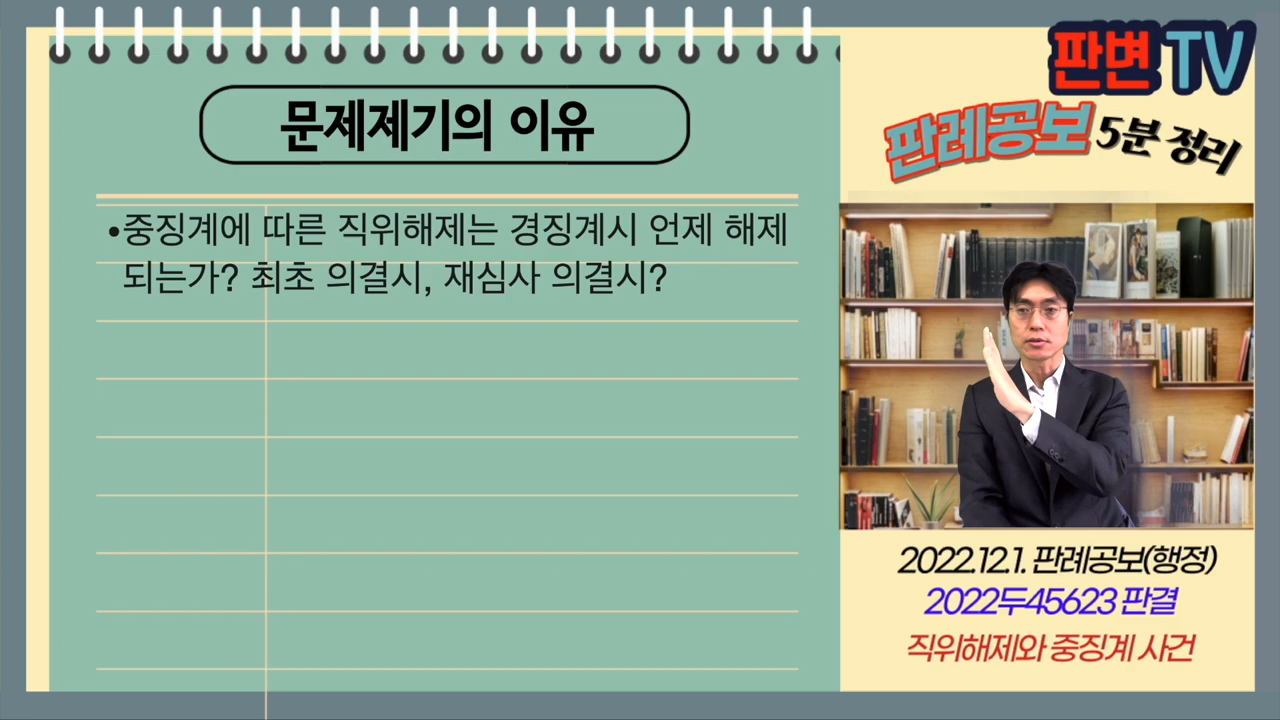 문제제기의 이유
•중징계에 따른 직위해제는 경징계시 언제 해제
되는가? 최초 의결시, 재심사 의결시?
판변 TV
판례공보 5분 정리
2022.12.1. 판례공보(행정)
2022두45623 판결
직위해제와 중징계 사건